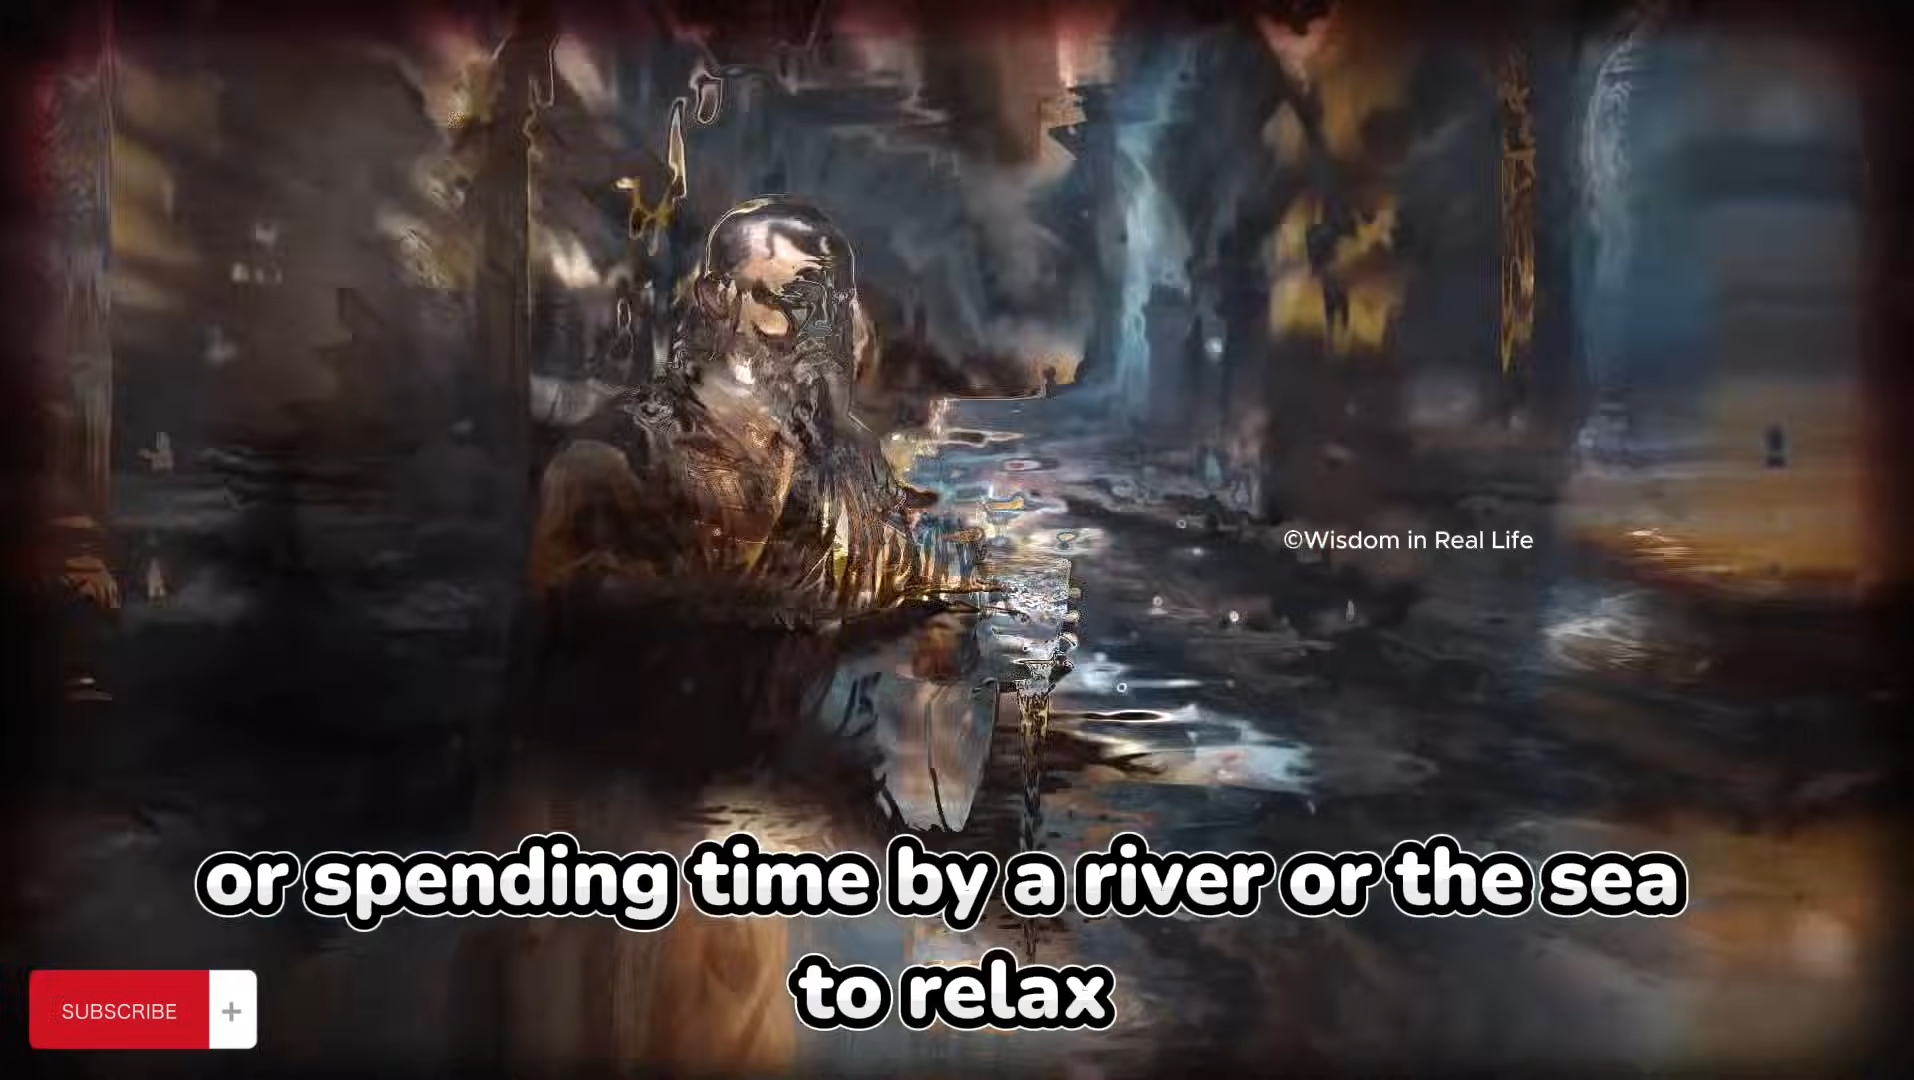 ©Wisdom in Real Life
or spending time by a river or the sea
to relax
SUBSCRIBE +